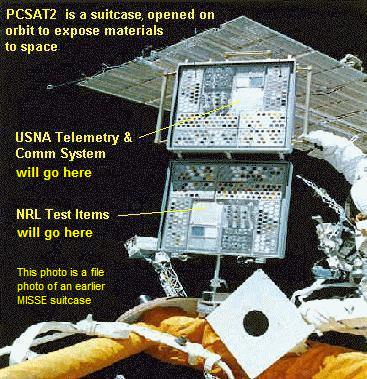 PCSAT2 is a suitcase, opened on
orbit to expose materials
to space
USNA Telemetry &
Comm System
will go here
NRL Test Items
will go here
This photo is a file
photo of an earlier
MISSE suitcase